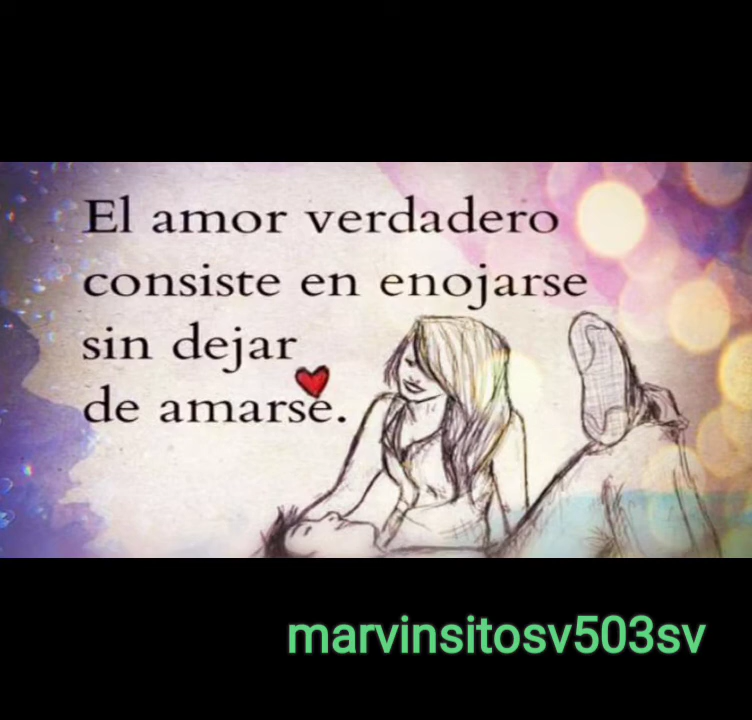 El amor verdadero
consiste en enojarse
sin dejar
de amarse.
marvinsitosv503sv